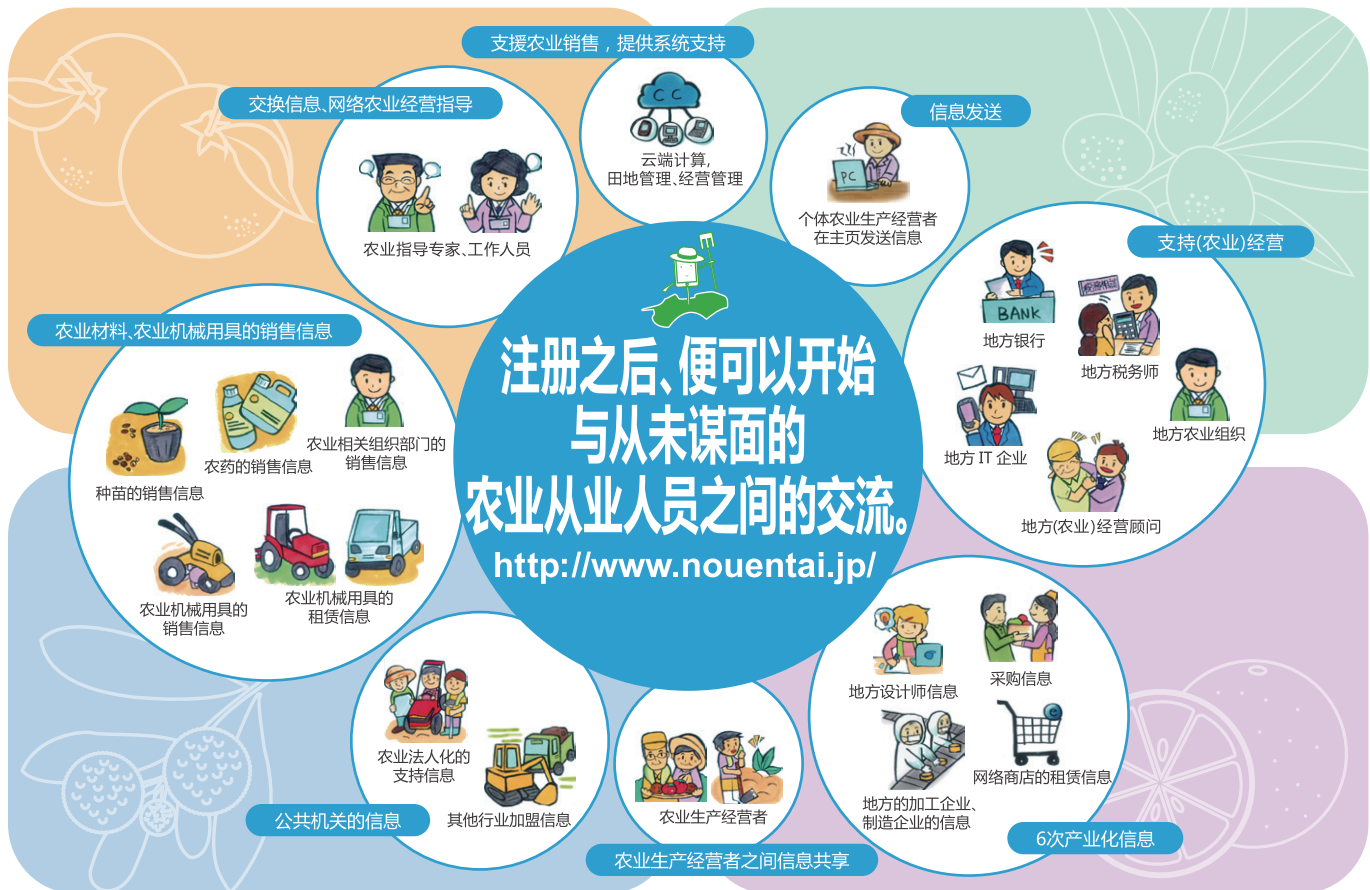 支援农业销售，提供系统支持
CC
云端计算,
田地管理、经营管理
交换信息、网络农业经营指导
农业指导专家、工作人员
信息发送
PC
个体农业生产经营者
在主页发送信息
支持(农业)经营
BANK
地方银行
税務相談
地方税务师
地方农业组织
地方 IT 企业
地方(农业)经营顾问
农业材料、农业机械用具的销售信息
种苗的销售信息
农药的销售信息
农业相关组织部门的
销售信息
农业机械用具的
销售信息
农业机械用具的
租赁信息
注册之后、便可以开始
与从未谋面的
农业从业人员之间的交流。
http://www.nouentai.jp/
农业法人化的
支持信息
其他行业加盟信息
公共机关的信息
农业生产经营者
农业生产经营者之间信息共享
地方设计师信息
采购信息
网络商店的租赁信息
地方的加工企业、
制造企业的信息
6次产业化信息